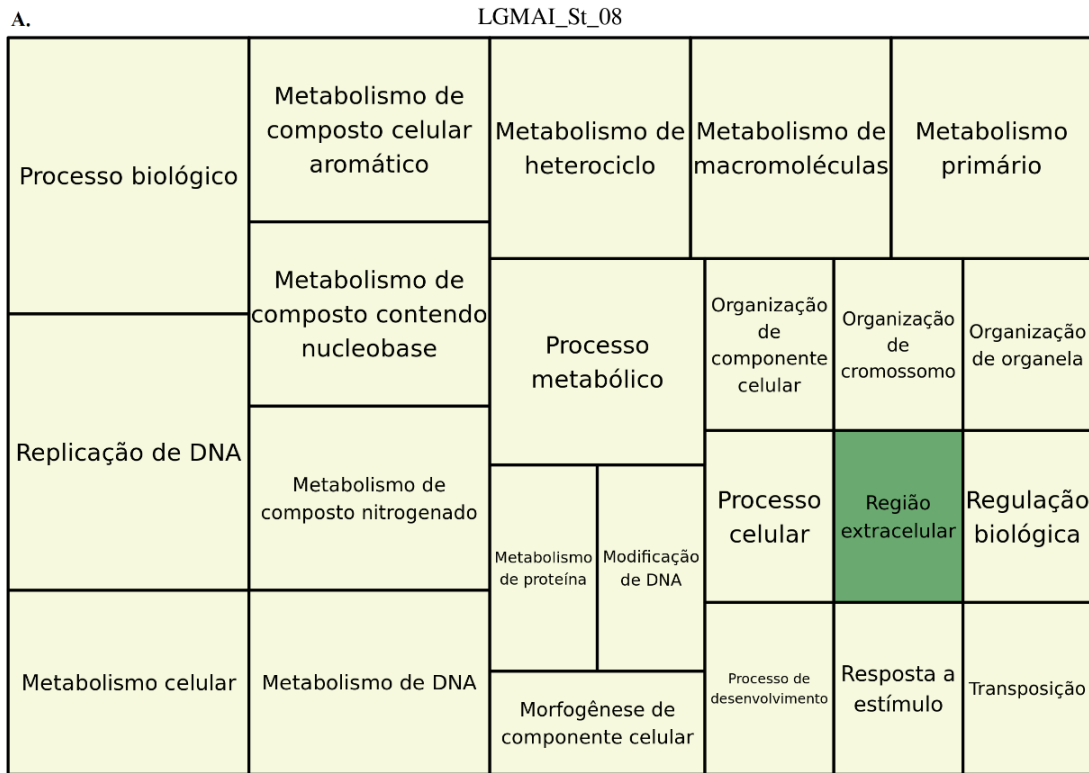 A.
LGMAI_St_08
Processo biológico
Replicação de DNA
Metabolismo celular
Metabolismo de
composto celular
aromático
Metabolismo de
composto contendo
nucleobase
Metabolismo de
composto nitrogenado
Metabolismo de DNA
Metabolismo de
heterociclo
Metabolismo de
macromoléculas
Metabolismo
primário
Processo
metabólico
Metabolismo
de proteína
Modificação
de DNA
Morfogênese de
componente celular
Organização
de
componente
celular
Organização
de
cromossomo
Organização
de organela
Processo
celular
Região
extracelular
Regulação
biológica
Processo de
desenvolvimento
Resposta a
estímulo
Transposição